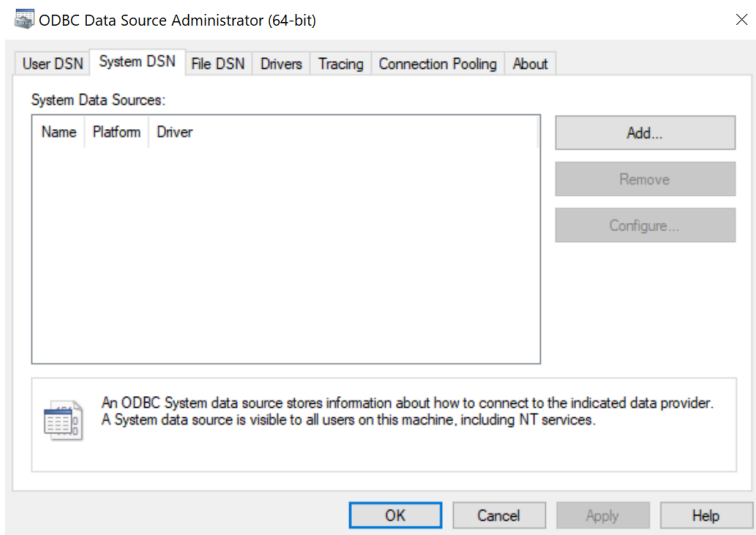 ODBC Data Source Administrator (64-bit)
User DSN System DSN File DSN Drivers Tracing Connection Pooling About
System Data Sources:
Name Platform Driver
Add...
Remove
Configure...
An ODBC System data source stores information about how to connect to the indicated data provider.
A System data source is visible to all users on this machine, including NT services.
OK Cancel Apply Help